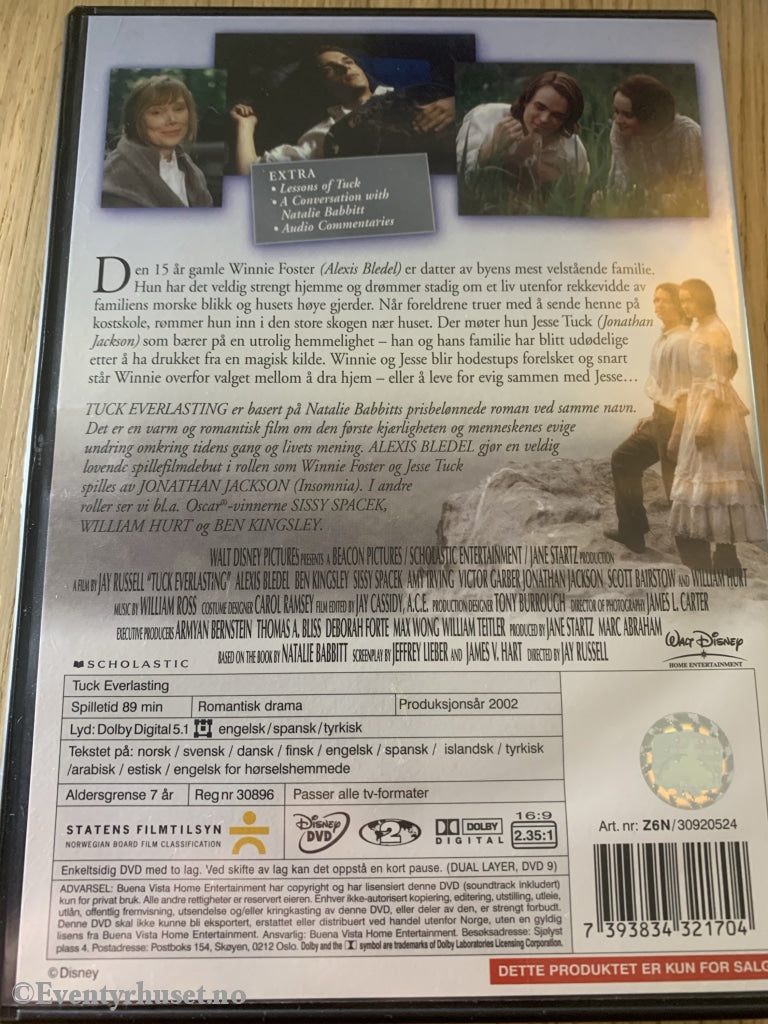 EXTRA
• Lessons of Tuck
• A Conversation with
Natalie Babbitt
• Audio Commentaries
Den 15 år gamle Winnie Foster (Alexis Bledel) er datter av byens mest velstående familie.
Hun har det veldig strengt hjemme og drømmer stadig om et liv utenfor rekkevidde av
familiens morske blikk og husets høye gjerder. Når foreldrene truer med å sende henne på
kostskole, rømmer hun inn i den store skogen nær huset. Der møter hun Jesse Tuck (Jonathan
Jackson) som bærer på en utrolig hemmelighet – han og hans familie har blitt udødelige
etter å ha drukket fra en magisk kilde. Winnie og Jesse blir hodestups forelsket og snart
står Winnie overfor valget mellom å dra hjem – eller å leve for evig sammen med Jesse…
TUCK EVERLASTING er basert på Natalie Babbitts prisbelønnede roman ved samme navn.
Det er en varm og romantisk film om den første kjærligheten og menneskenes evige
undring omkring tidens gang og livets mening. ALEXIS BLEDEL gjør en veldig
lovende spillefilmdebut i rollen som Winnie Foster og Jesse Tuck
spilles av JONATHAN JACKSON (Insomnia). I andre
roller ser vi bl.a. Oscar®-vinnerne SISSY SPACEK,
WILLIAM HURT og BEN KINGSLEY.
WALT DISNEY PICTURES PRESENTS A BEACON PICTURES / SCHOLASTIC ENTERTAINMENT / JANE STARTZ PRODUCTION
A FILM BY JAY RUSSELL "TUCK EVERLASTING" ALEXIS BLEDEL BEN KINGSLEY SISSY SPACEK AMY IRVING VICTOR GARBER JONATHAN JACKSON, SCOTT BAIRSTOW AND WILLIAM HURT
MUSIC BY WILLIAM ROSS COSTUME DESIGNER CAROL RAMSEY FILM EDITED BY JAY CASSIDY, A.C.E. PRODUCTION DESIGNER TONY BURROUGH DIRECTOR OF PHOTOGRAPHY JAMES L. CARTER
EXECUTIVE PRODUCERS ARMYAN BERNSTEIN THOMAS A. BLISS DEBORAH FORTE MAX WONG WILLIAM TEITLER PRODUCED BY JANE STARTZ MARC ABRAHAM
BASED ON THE BOOK BY NATALIE BABBITT SCREENPLAY BY JEFFREY LIEBER AND JAMES V. HART DIRECTED BY JAY RUSSELL
SCHOLASTIC
WALT DISNEY
HOME ENTERTAINMENT
Tuck Everlasting
Spilletid 89 min Romantisk drama Produksjonsår 2002
Lyd: Dolby Digital 5.1 engelsk/spansk/tyrkisk
Tekstet på: norsk / svensk / dansk / finsk / engelsk / spansk / islandsk / tyrkisk
/arabisk / estisk / engelsk for hørselshemmede
Aldersgrense 7 år Reg nr 30896 Passer alle tv-formater
STATENS FILMTILSYN
NORWEGIAN BOARD FILM CLASSIFICATION
DISNEY DVD
2
DOLBY
DIGITAL
16:9
2.35:1
Art. nr: Z6N/30920524
Enkeltsidig DVD med to lag. Ved skifte av lag kan det oppstå en kort pause. (DUAL LAYER, DVD 9)
ADVARSEL: Buena Vista Home Entertainment har copyright og har lisensiert denne DVD (soundtrack inkludert)
kun for privat bruk. Alle andre rettigheter er reservert eieren. Enhver ikke-autorisert kopiering, editering, utstilling, utleie,
utlån, offentlig fremvisning, utsendelse og/eller kringkasting av denne DVD, eller deler av den, er strengt forbudt.
Denne DVD skal ikke kunne bli eksportert, erstattet eller distribuert ved handel utenfor Norge, uten en gyldig
lisens fra Buena Vista Home Entertainment. Ansvarlig: Buena Vista Home Entertainment. Besøksadresse: Sjølyst
plass 4. Postadresse: Postboks 154, Skøyen, 0212 Oslo. Dolby and the symbol are trademarks of Dolby Laboratories Licensing Corporation.
7 393834 321704
©Disney
DETTE PRODUKTET ER KUN FOR SALG
©Eventyrhuset.no